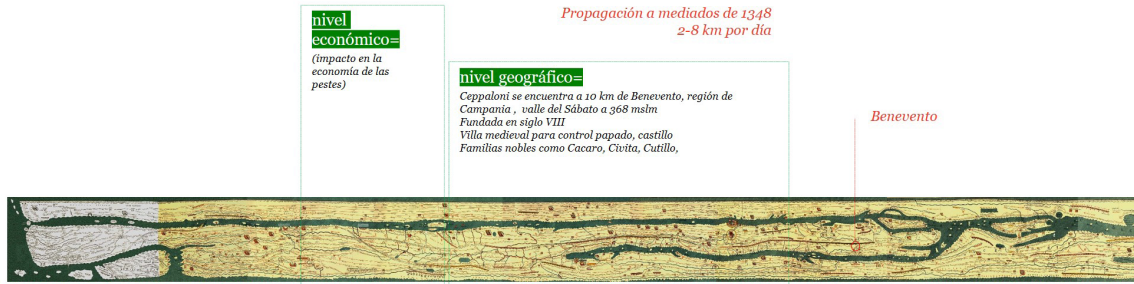 nivel
económico=
(impacto en la
economía de las
pestes)
nivel geográfico=
Ceppaloni se encuentra a 10 km de Benevento, región de
Campania , valle del Sábato a 368 mslm
Fundada en siglo VIII
Villa medieval para control papado, castillo
Familias nobles como Cacaro, Civita, Cutillo,
Propagación a mediados de 1348
2-8 km por día
Benevento